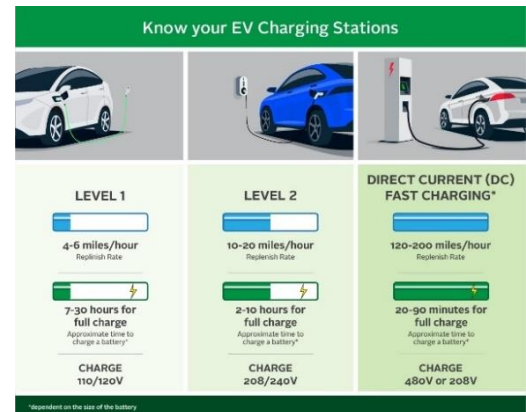 Know your EV Charging Stations
LEVEL 1
4-6 miles/hour
Replinish Rate
7-30 hours for
full charge
Approximate time to
charge a battery*
CHARGE
110/120V
LEVEL 2
10-20 miles/hour
Replenish Rate
2-10 hours for
full charge
Approximate time to
charge a battery*
CHARGE
208/240V
DIRECT CURRENT (DC)
FAST CHARGING*
120-200 miles/hour
Replenish Rate
20-90 minutes for
full charge
Approximate time to
charge a battery*
CHARGE
480V or 208V
*dependent on the size of the battery